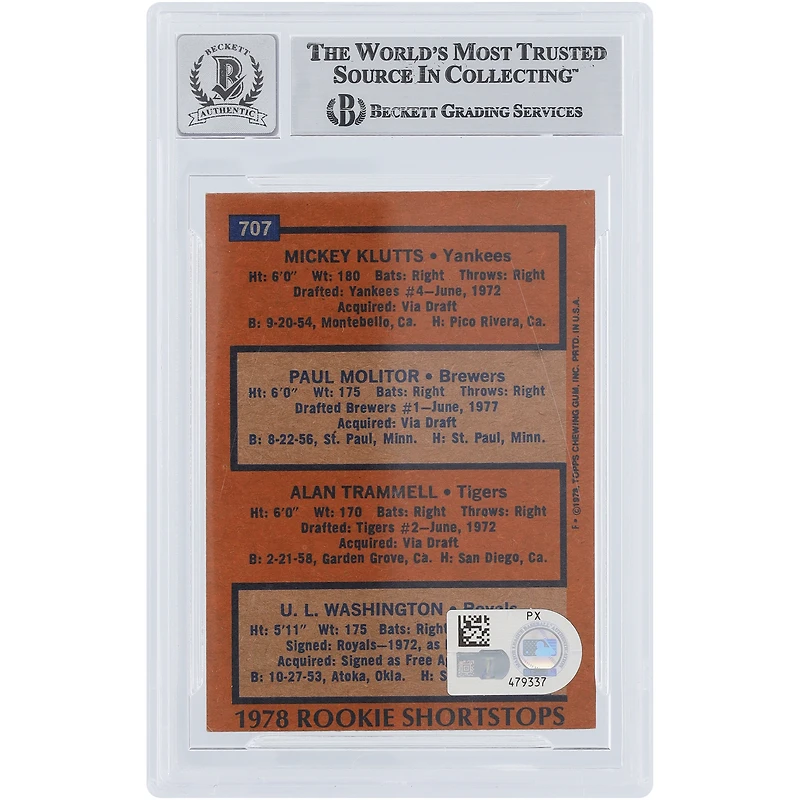 BECKETT
B
AUTHENTIC
THE WORLD'S MOST TRUSTED
SOURCE IN COLLECTING™
B BECKETT GRADING SERVICES
707
MICKEY KLUTTS • Yankees
Ht: 6'0" Wt: 180 Bats: Right Throws: Right
Drafted: Yankees #4—June, 1972
Acquired: Via Draft
B: 9-20-54, Montebello, Ca. H: Pico Rivera, Ca.
PAUL MOLITOR • Brewers
Ht: 6'0" Wt: 175 Bats: Right Throws: Right
Drafted Brewers #1—June, 1977
Acquired: Via Draft
B: 8-22-56, St. Paul, Minn. H: St. Paul, Minn.
ALAN TRAMMELL • Tigers
Ht: 6'0" Wt: 170 Bats: Right Throws: Right
Drafted: Tigers #2—June, 1972
Acquired: Via Draft
B: 2-21-58, Garden Grove, Ca. H: San Diego, Ca.
U. L. WASHINGTON • Royals
Ht: 5'11" Wt: 175 Bats: Right
Signed: Royals—1972, as
Acquired: Signed as Free
B: 10-27-53, Atoka, Okla. H:
1978 ROOKIE SHORTSTOPS
F• ©1978, TOPPS CHEWING GUM, INC. PRTD. IN U.S.A.
PX
479337